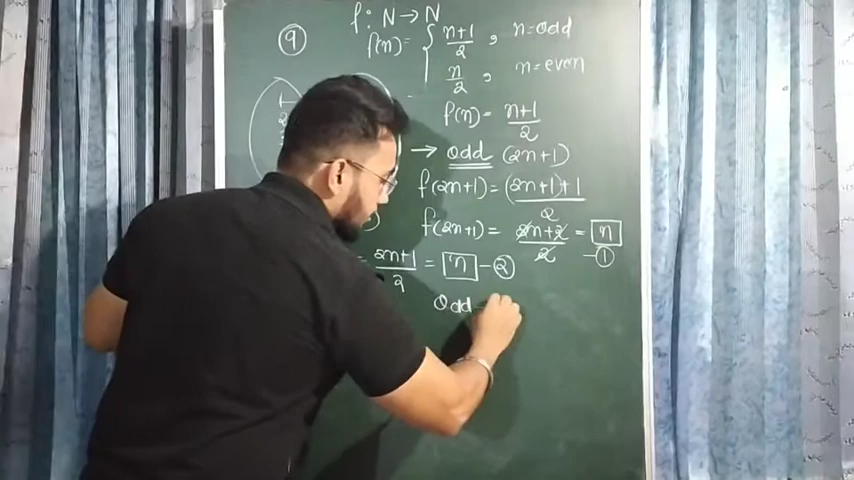 9
f: N → N
f(n) = { n+1/2 , n=odd
n/2 , n=even
f(n) = n+1/2
→ odd (2n+1)
f(2n+1) = (2n+1)+1/2
f(2n+1) = 2n+2/2 = n - 1
= 2n+1/2 = n - 2
Odd